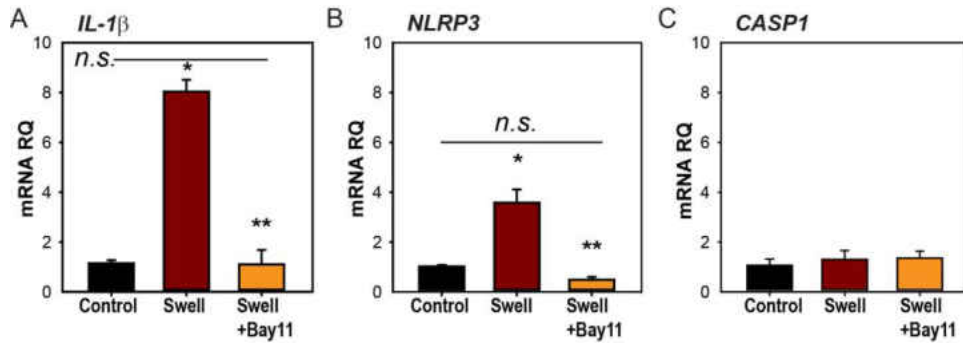 A IL-1β
mRNA RQ
10
8
6
4
2
0
n.s.
*
**
Control Swell Swell
+Bay11
B NLRP3
mRNA RQ
10
8
6
4
2
0
n.s.
*
**
Control Swell Swell
+Bay11
C CASP1
mRNA RQ
10
8
6
4
2
0
Control Swell Swell
+Bay11